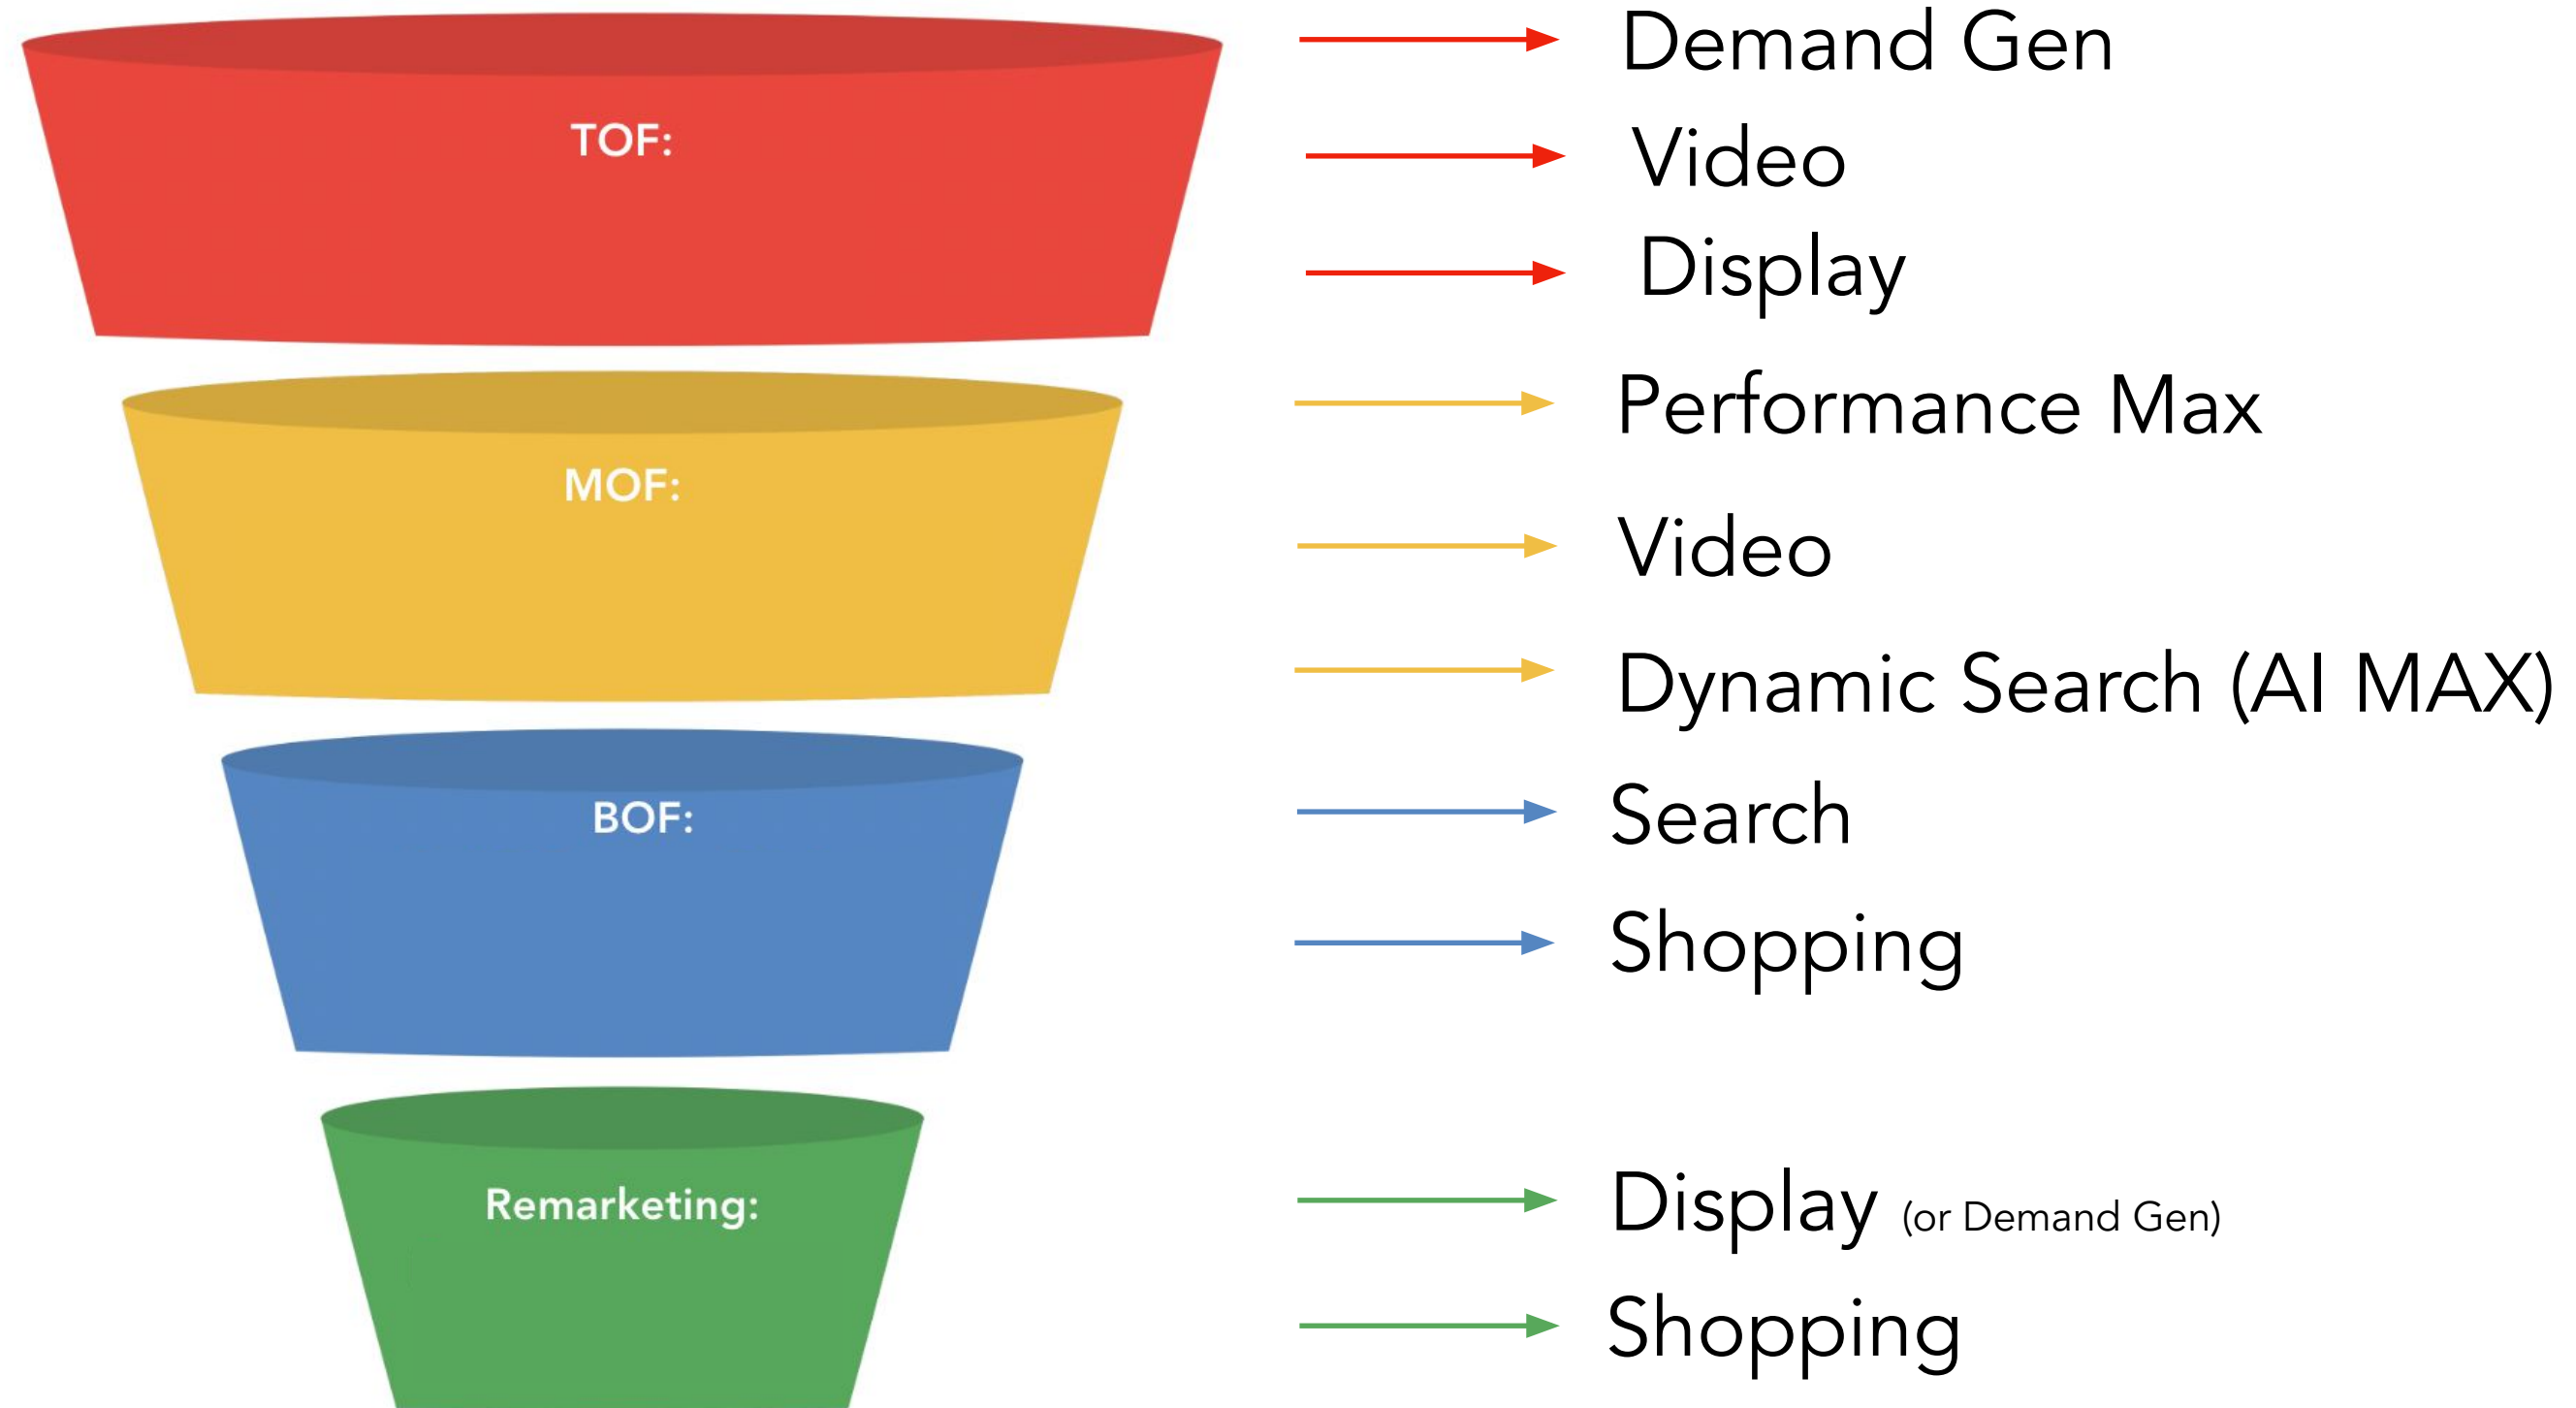 TOF:
Demand Gen
Video
Display
MOF:
Performance Max
Video
Dynamic Search (AI MAX)
BOF:
Search
Shopping
Remarketing:
Display (or Demand Gen)
Shopping